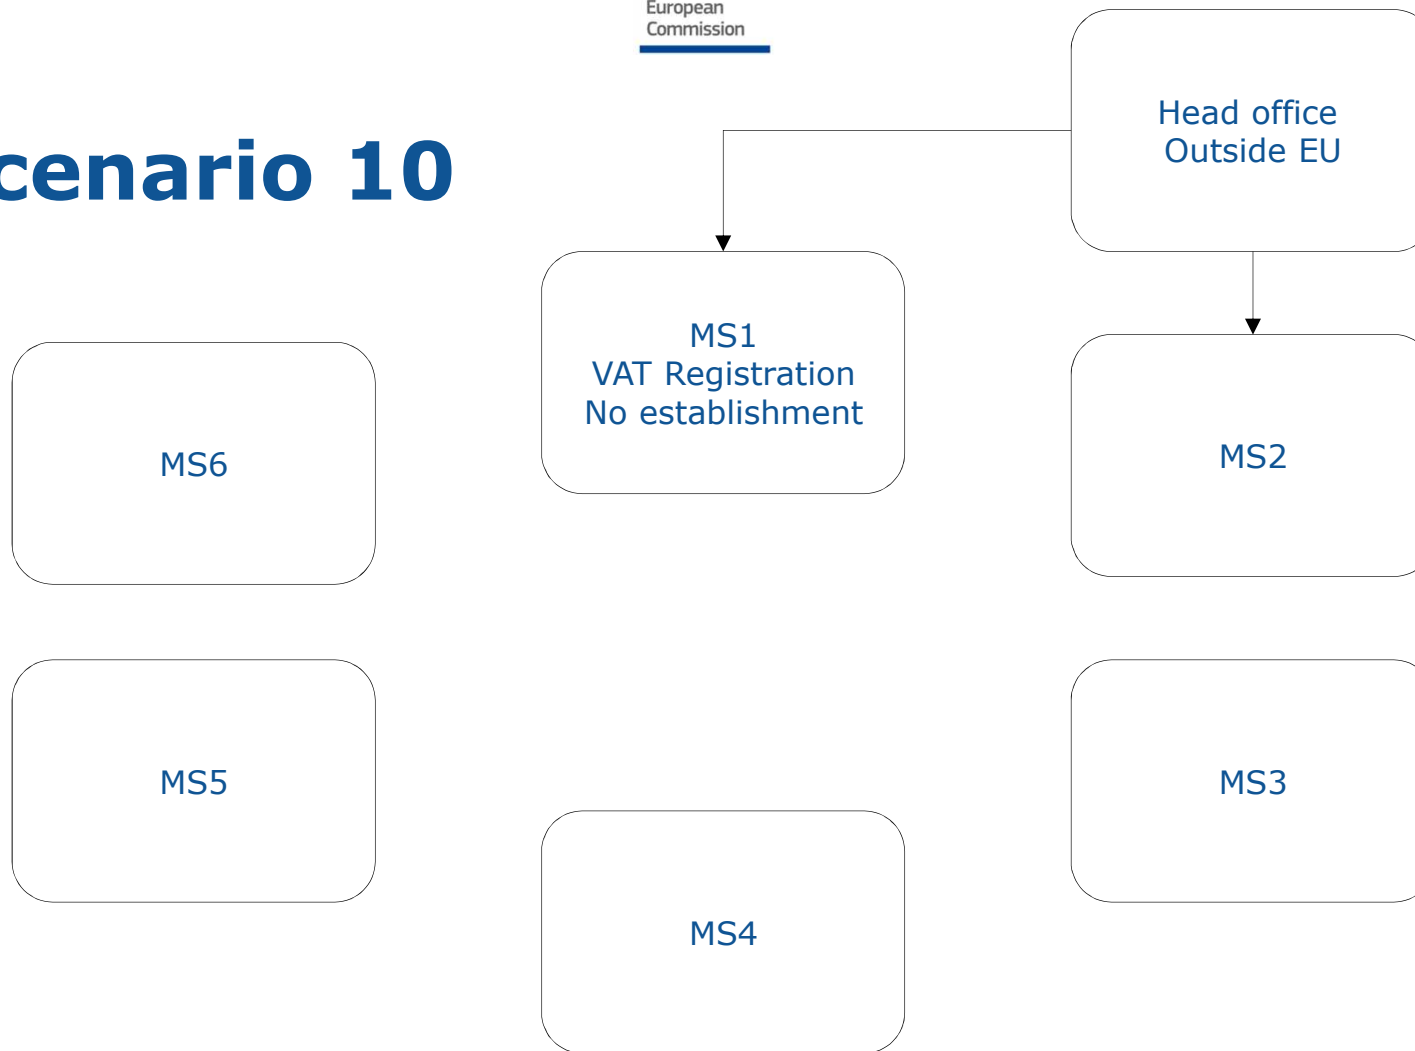 European
Commission
cenario 10
Head office
Outside EU
MS1
VAT Registration
No establishment
MS2
MS6
MS5
MS3
MS4